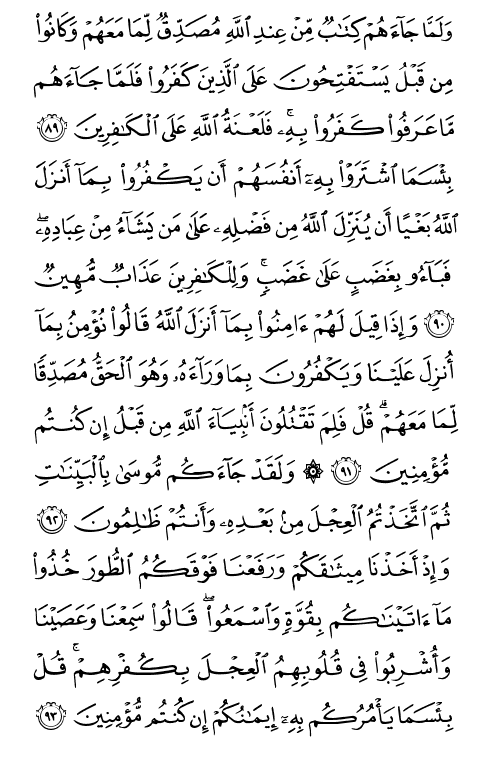 وَلَمَّا جَآءَهُمْ كِتَٰبٌ مِّنْ عِندِ ٱللَّهِ مُصَدِّقٌ لِّمَا مَعَهُمْ وَكَانُوا۟
مِن قَبْلُ يَسْتَفْتِحُونَ عَلَى ٱلَّذِينَ كَفَرُوا۟ فَلَمَّا جَآءَهُم
مَّا عَرَفُوا۟ كَفَرُوا۟ بِهِۦ ۚ فَلَعْنَةُ ٱللَّهِ عَلَى ٱلْكَٰفِرِينَ ٨٩
بِئْسَمَا ٱشْتَرَوْا۟ بِهِۦٓ أَنفُسَهُمْ أَن يَكْفُرُوا۟ بِمَآ أَنزَلَ
ٱللَّهُ بَغْيًا أَن يُنَزِّلَ ٱللَّهُ مِن فَضْلِهِۦ عَلَىٰ مَن يَشَآءُ مِنْ عِبَادِهِۦ ۖ
فَبَآءُو بِغَضَبٍ عَلَىٰ غَضَبٍ ۚ وَلِلْكَٰفِرِينَ عَذَابٌ مُّهِينٌ
٩٠ وَإِذَا قِيلَ لَهُمْ ءَامِنُوا۟ بِمَآ أَنزَلَ ٱللَّهُ قَالُوا۟ نُؤْمِنُ بِمَآ
أُنزِلَ عَلَيْنَا وَيَكْفُرُونَ بِمَا وَرَآءَهُۥ وَهُوَ ٱلْحَقُّ مُصَدِّقًا
لِّمَا مَعَهُمْ ۗ قُلْ فَلِمَ تَقْتُلُونَ أَنۢبِيَآءَ ٱللَّهِ مِن قَبْلُ إِن كُنتُم
مُّؤْمِنِينَ ٩١ ۞ وَلَقَدْ جَآءَكُم مُّوسَىٰ بِٱلْبَيِّنَٰتِ
ثُمَّ ٱتَّخَذْتُمُ ٱلْعِجْلَ مِنۢ بَعْدِهِۦ وَأَنتُمْ ظَٰلِمُونَ ٩٢
وَإِذْ أَخَذْنَا مِيثَٰقَكُمْ وَرَفَعْنَا فَوْقَكُمُ ٱلطُّورَ خُذُوا۟
مَآ ءَاتَيْنَٰكُم بِقُوَّةٍ وَٱسْمَعُوا۟ ۖ قَالُوا۟ سَمِعْنَا وَعَصَيْنَا
وَأُشْرِبُوا۟ فِى قُلُوبِهِمُ ٱلْعِجْلَ بِكُفْرِهِمْ ۚ قُلْ
بِئْسَمَا يَأْمُرُكُم بِهِۦٓ إِيمَٰنُكُمْ إِن كُنتُم مُّؤْمِنِينَ ٩٣